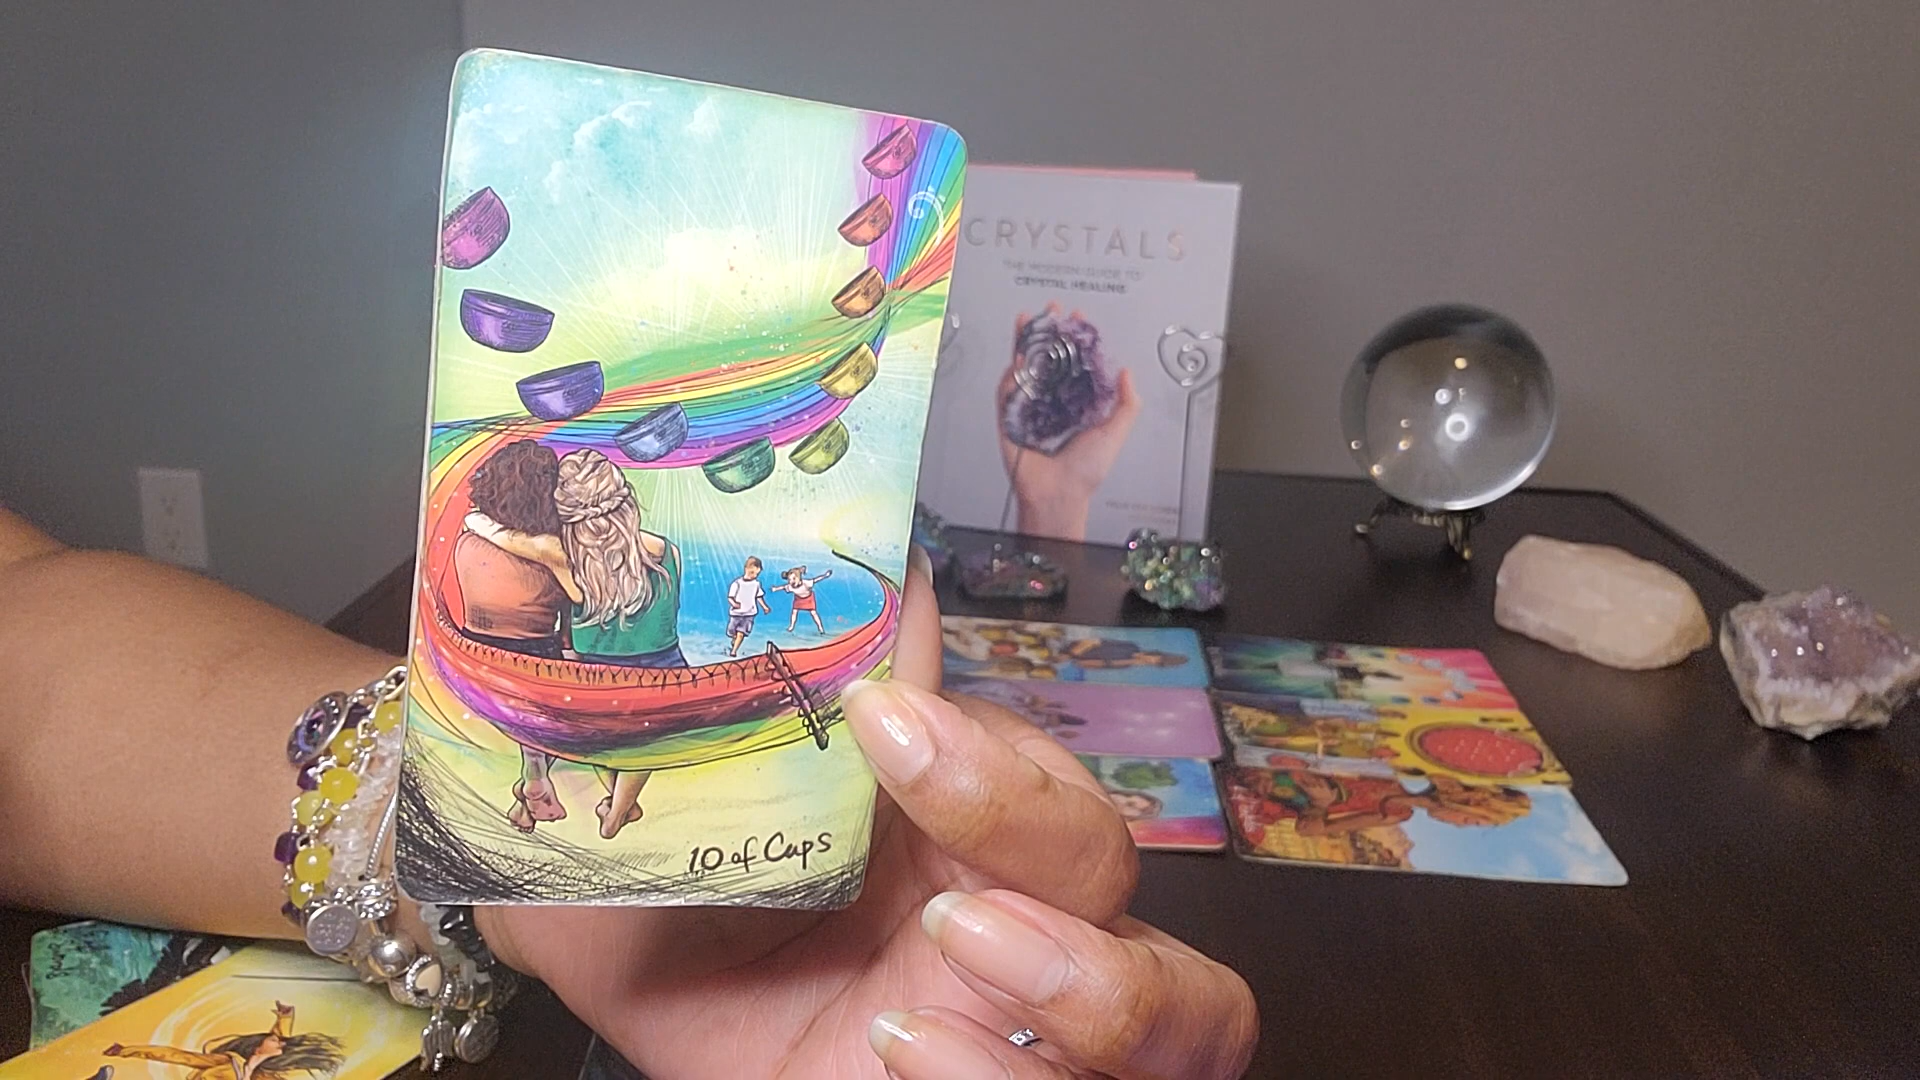 CRYSTALS
THE MODERN GUIDE TO
CRYSTAL HEALING
10 of Cups